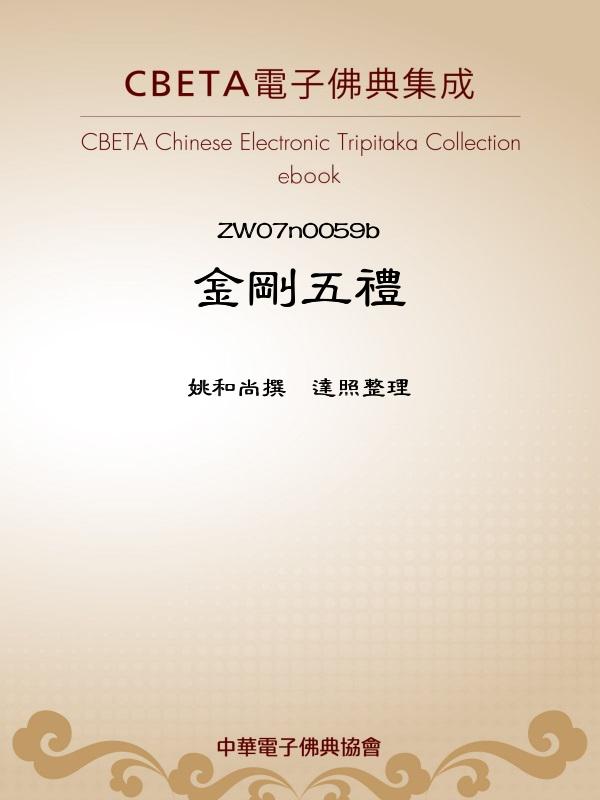 CBETA電子佛典集成
CBETA Chinese Electronic Tripitaka Collection
ebook
ZW07n0059b
金剛五禮
姚和尚撰　達照整理
中華電子佛典協會